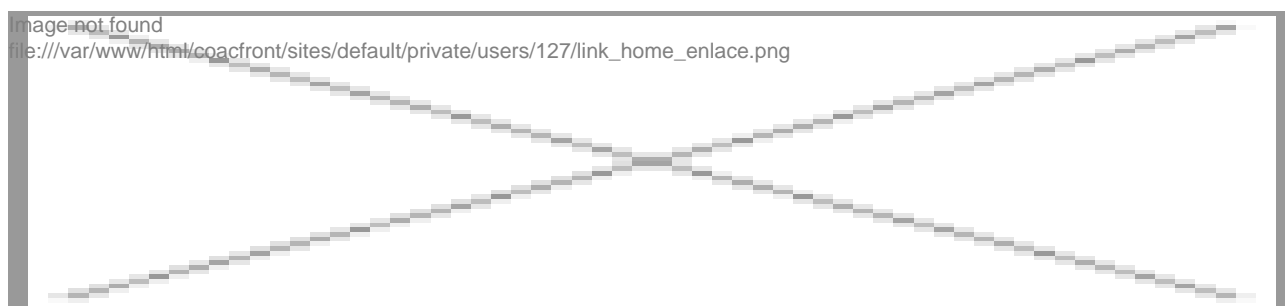 Image not found
file:///var/www/html/coacfront/sites/default/private/users/127/link_home_enlace.png